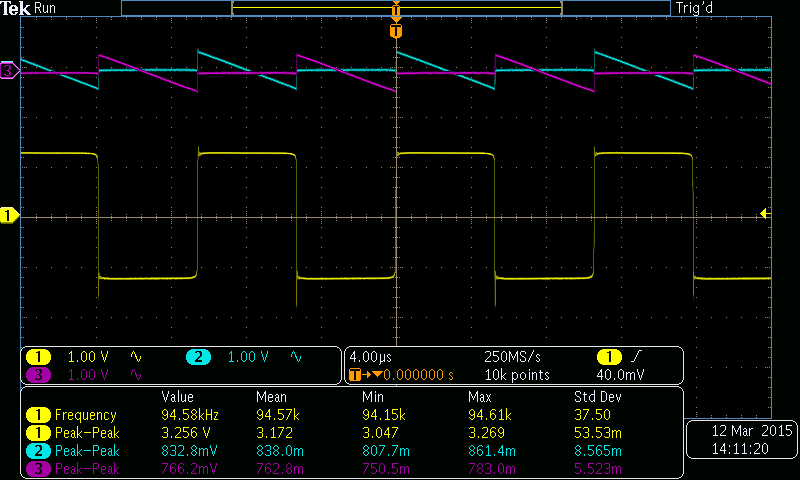 Tek Run Trig'd
T
T
3
1
1 1.00 V 2 1.00 V 4.00µs 250MS/s 1
3 1.00 V T 0.000000 s 10k points 40.0mV
Value Mean Min Max Std Dev
1 Frequency 94.58kHz 94.57k 94.15k 94.61k 37.50
1 Peak-Peak 3.256 V 3.172 3.047 3.269 53.53m
2 Peak-Peak 832.8mV 838.0m 807.7m 861.4m 8.565m
3 Peak-Peak 766.2mV 762.8m 750.5m 783.0m 5.523m
12 Mar 2015
14:11:20